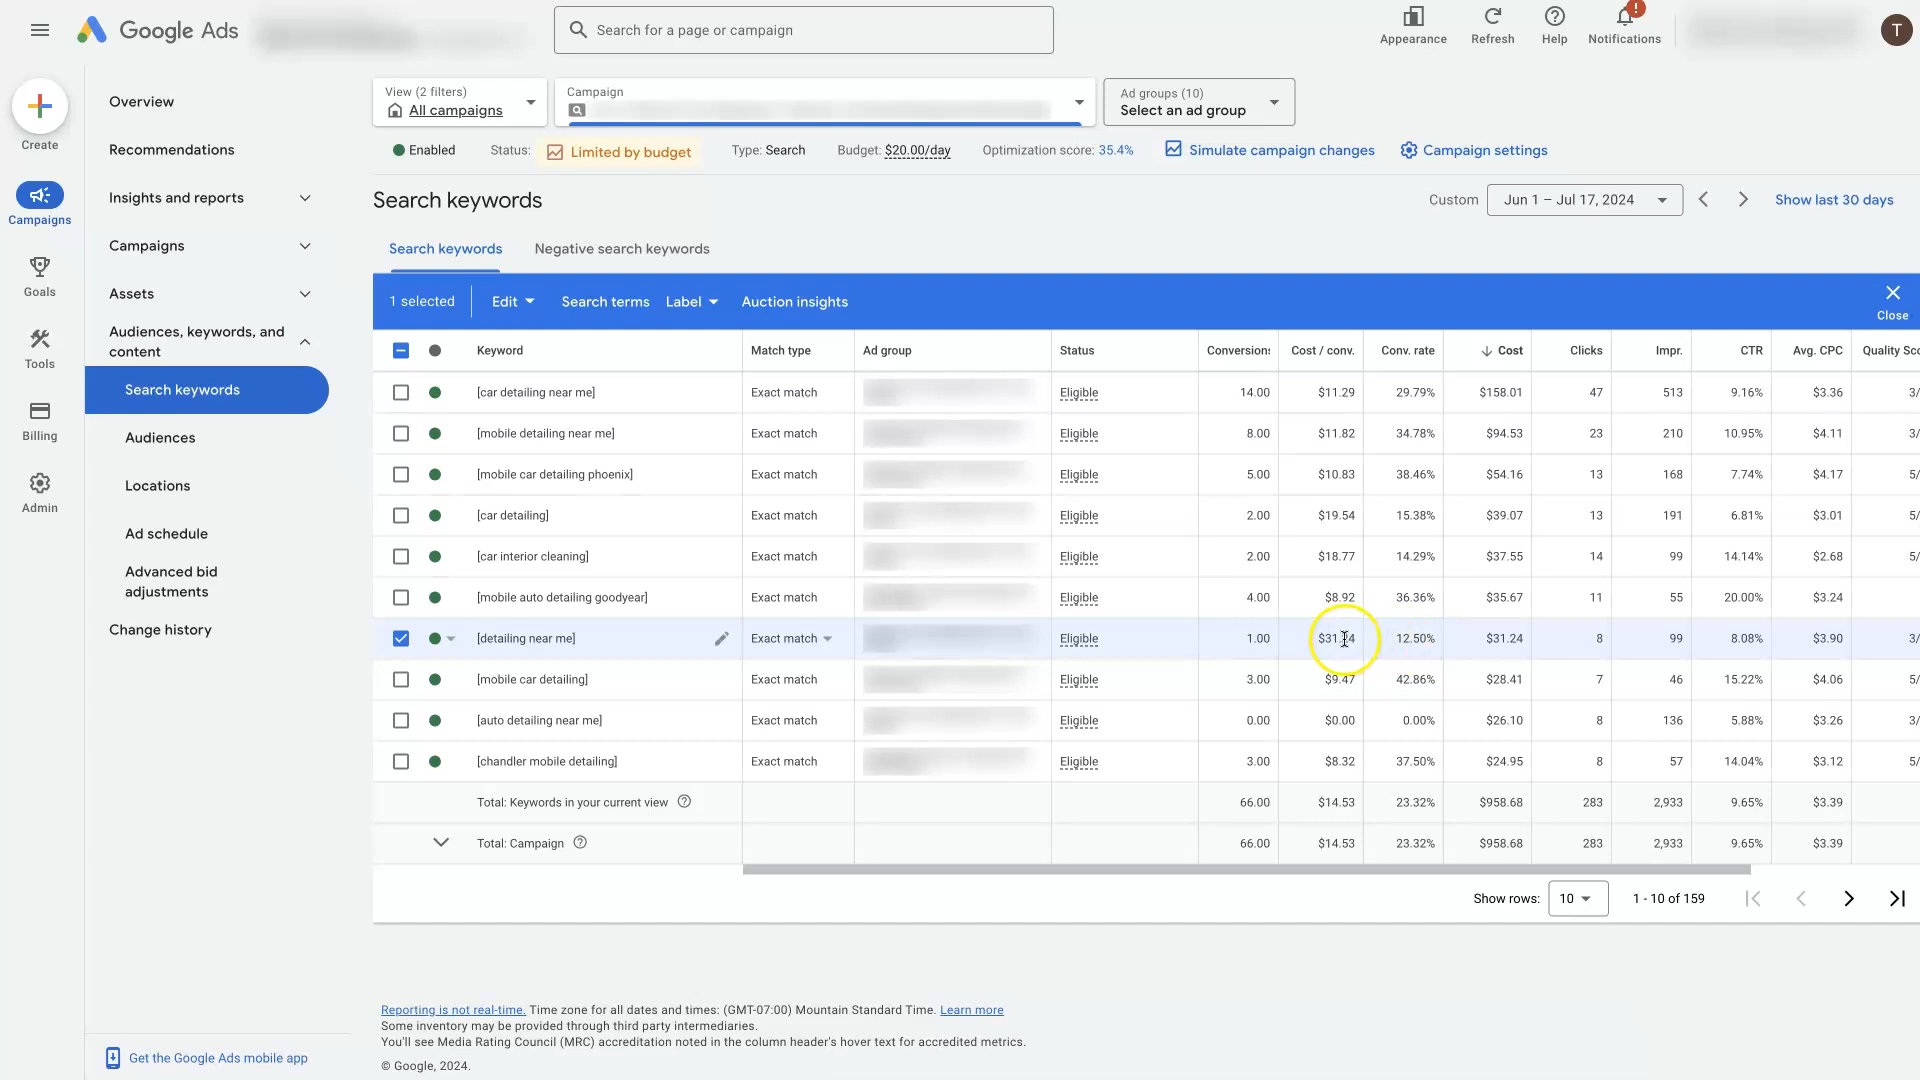 Google Ads
Search for a page or campaign
Appearance
Refresh
Help
Notifications
!
T
Create
Campaigns
Goals
Tools
Billing
Admin
Overview
Recommendations
Insights and reports
Campaigns
Assets
Audiences, keywords, and
content
Search keywords
Audiences
Locations
Ad schedule
Advanced bid
adjustments
Change history
Get the Google Ads mobile app
View (2 filters)
All campaigns
Campaign
Ad groups (10)
Select an ad group
Enabled Status: Limited by budget Type: Search Budget: $20.00/day Optimization score: 35.4% Simulate campaign changes Campaign settings
Search keywords
Custom Jun 1 – Jul 17, 2024 Show last 30 days
Search keywords Negative search keywords
1 selected Edit Search terms Label Auction insights Close
Keyword Match type Ad group Status Conversions Cost / conv. Conv. rate Cost Clicks Impr. CTR Avg. CPC Quality Sco
[car detailing near me] Exact match Eligible 14.00 $11.29 29.79% $158.01 47 513 9.16% $3.36 3/
[mobile detailing near me] Exact match Eligible 8.00 $11.82 34.78% $94.53 23 210 10.95% $4.11 3/
[mobile car detailing phoenix] Exact match Eligible 5.00 $10.83 38.46% $54.16 13 168 7.74% $4.17 5/
[car detailing] Exact match Eligible 2.00 $19.54 15.38% $39.07 13 191 6.81% $3.01 5/
[car interior cleaning] Exact match Eligible 2.00 $18.77 14.29% $37.55 14 99 14.14% $2.68 5/
[mobile auto detailing goodyear] Exact match Eligible 4.00 $8.92 36.36% $35.67 11 55 20.00% $3.24
[detailing near me] Exact match Eligible 1.00 $31.24 12.50% $31.24 8 99 8.08% $3.90 3/
[mobile car detailing] Exact match Eligible 3.00 $9.47 42.86% $28.41 7 46 15.22% $4.06 5/
[auto detailing near me] Exact match Eligible 0.00 $0.00 0.00% $26.10 8 136 5.88% $3.26 3/
[chandler mobile detailing] Exact match Eligible 3.00 $8.32 37.50% $24.95 8 57 14.04% $3.12 5/
Total: Keywords in your current view 66.00 $14.53 23.32% $958.68 283 2,933 9.65% $3.39
Total: Campaign 66.00 $14.53 23.32% $958.68 283 2,933 9.65% $3.39
Show rows: 10 1 - 10 of 159
Reporting is not real-time. Time zone for all dates and times: (GMT-07:00) Mountain Standard Time. Learn more
Some inventory may be provided through third party intermediaries.
You'll see Media Rating Council (MRC) accreditation noted in the column header's hover text for accredited metrics.
© Google, 2024.